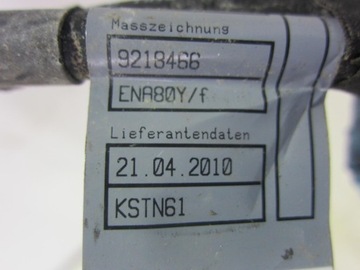 Masszeichnung
9218466
ENA80Y/f
Lieferantendaten
21.04.2010
KSTN61